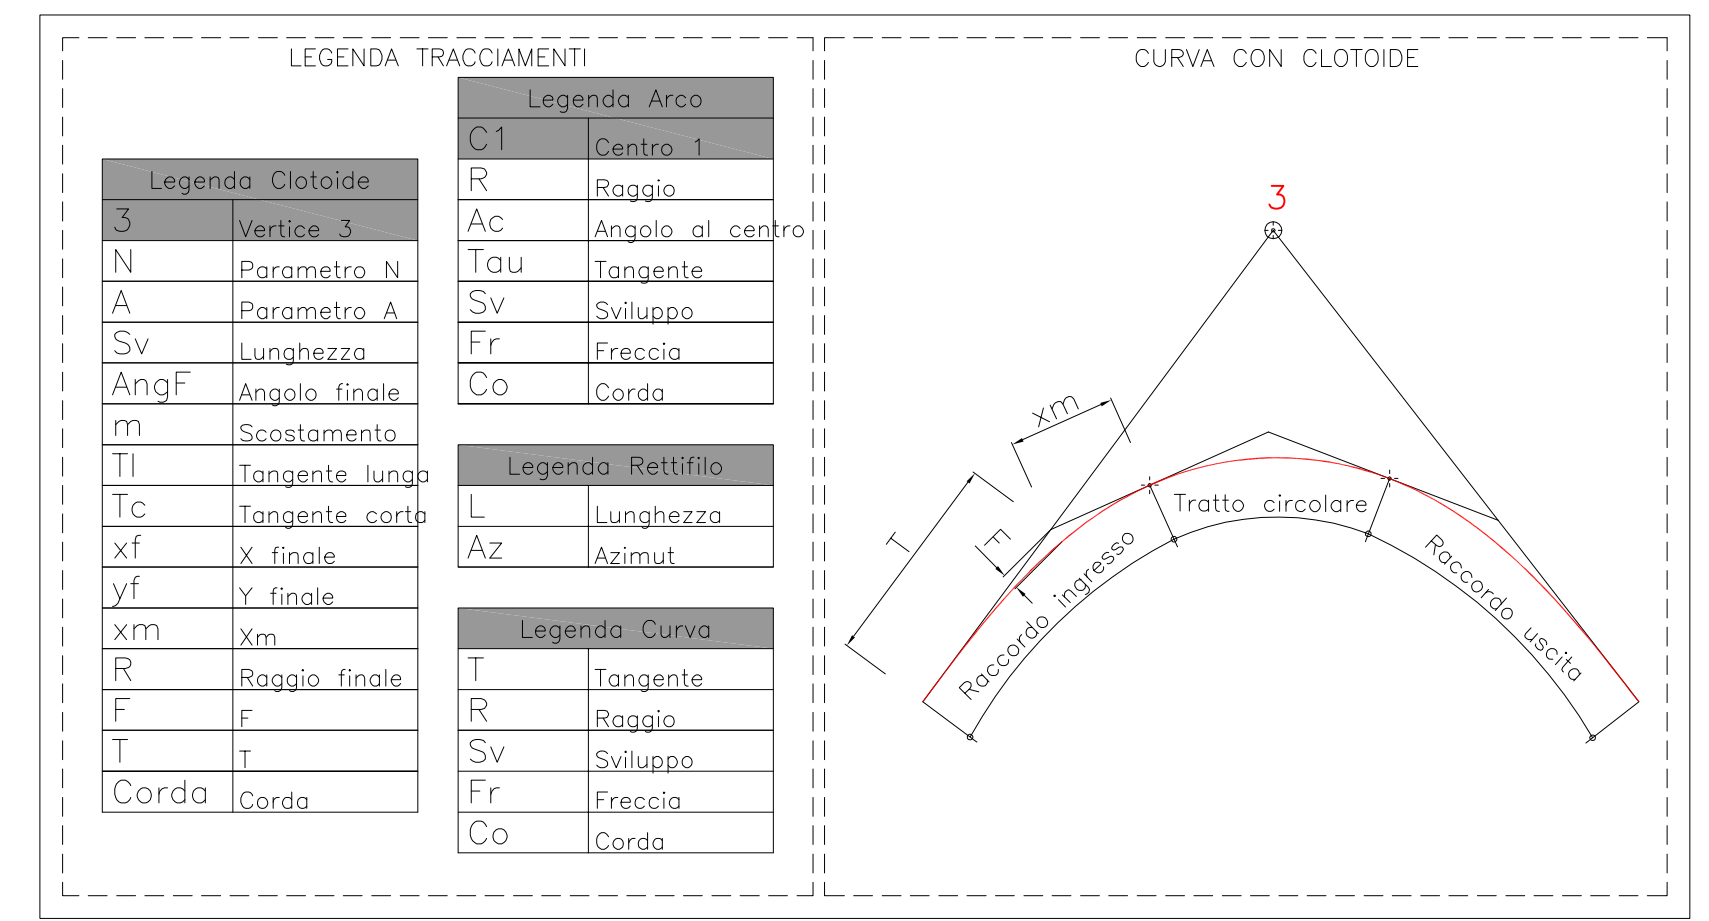 LEGENDA TRACCIAMENTI
Legenda Clotoide
3 Vertice 3
N Parametro N
A Parametro A
Sv Lunghezza
AngF Angolo finale
m Scostamento
Tl Tangente lunga
Tc Tangente corta
xf X finale
yf Y finale
xm Xm
R Raggio finale
F F
T T
Corda Corda
Legenda Arco
C1 Centro 1
R Raggio
Ac Angolo al centro
Tau Tangente
Sv Sviluppo
Fr Freccia
Co Corda
Legenda Rettifilo
L Lunghezza
Az Azimut
Legenda Curva
T Tangente
R Raggio
Sv Sviluppo
Fr Freccia
Co Corda
CURVA CON CLOTOIDE
3
xm
T
F
Tratto circolare
Raccordo ingresso
Raccordo uscita